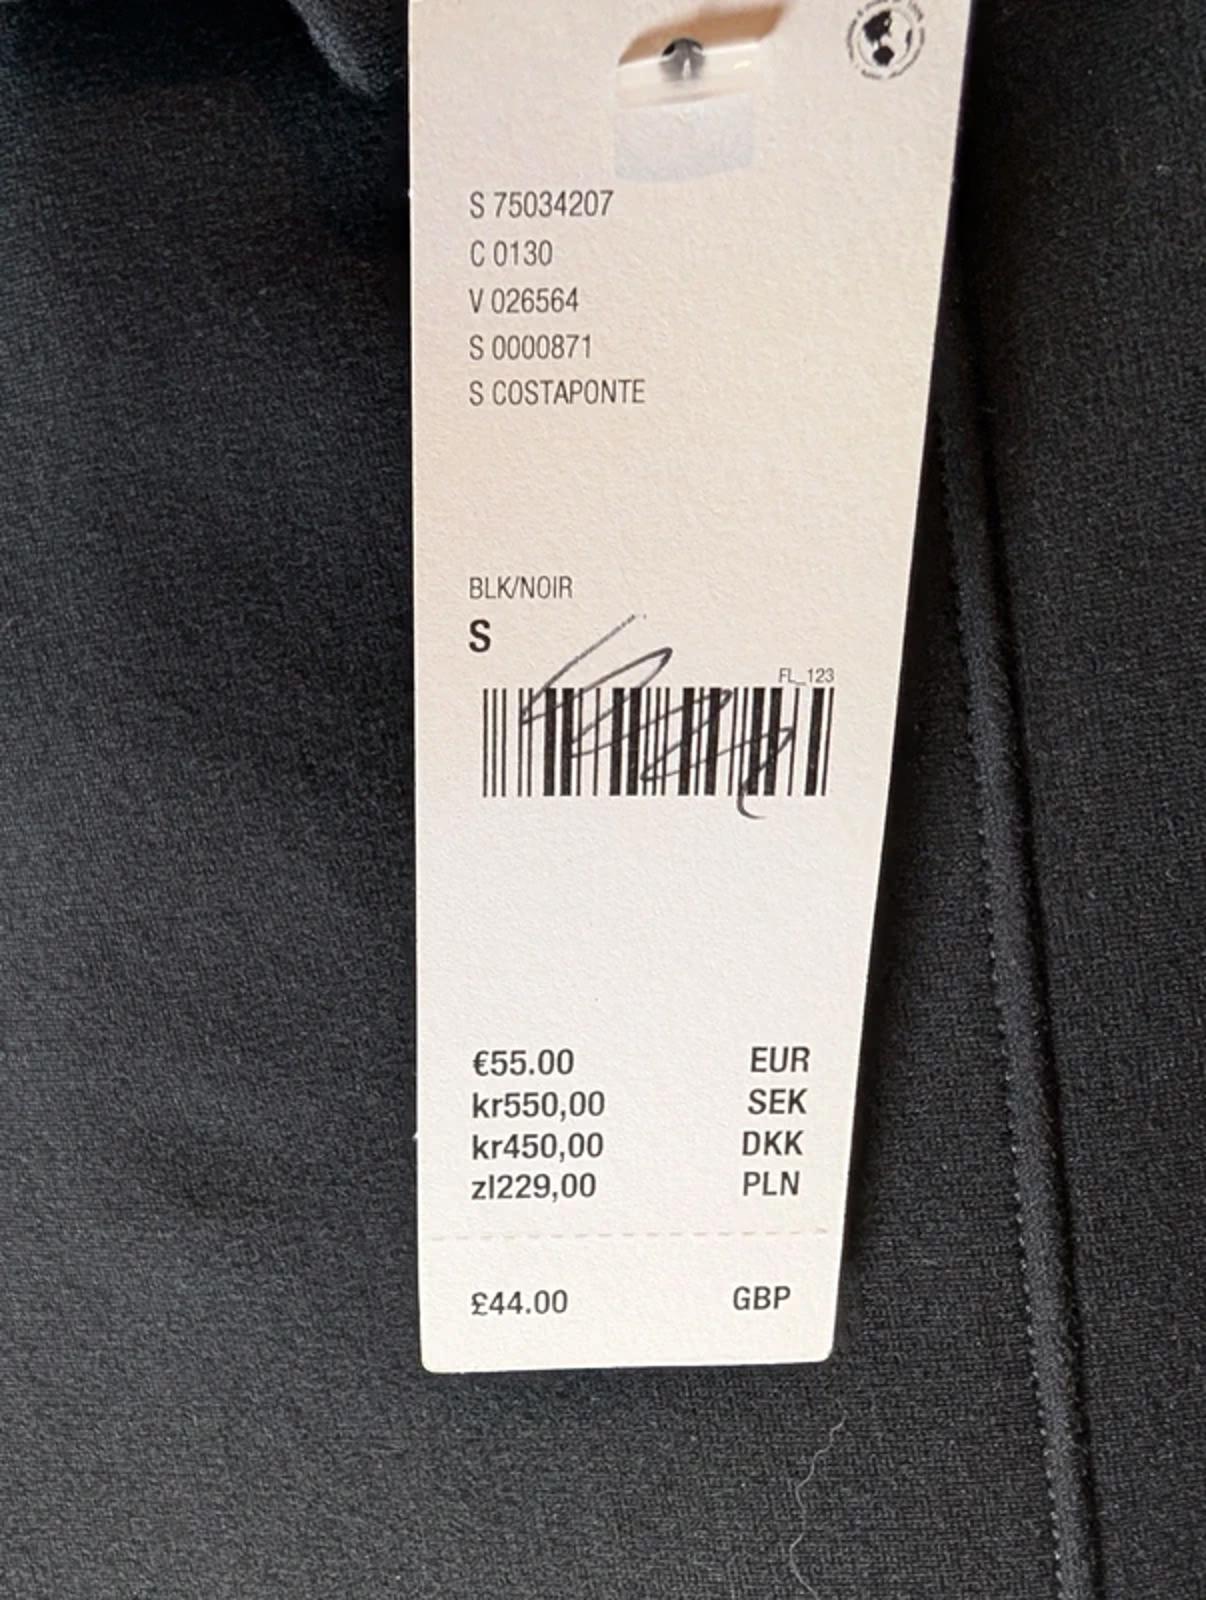 S 75034207
C 0130
V 026564
S 0000871
S COSTAPONTE
BLK/NOIR
S
FL_123
€55.00 EUR
kr550,00 SEK
kr450,00 DKK
zl229,00 PLN
£44.00 GBP